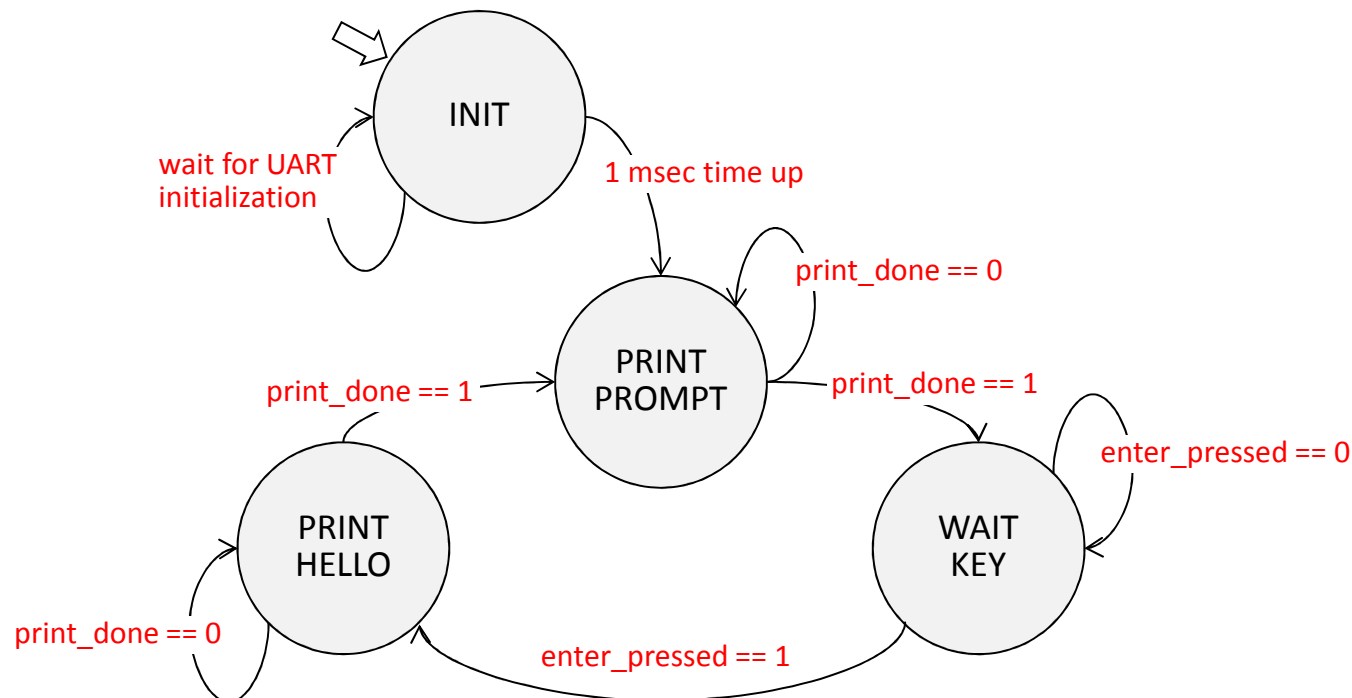 INIT
wait for UART
initialization
1 msec time up
print_done == 0
PRINT
PROMPT
print_done == 1
print_done == 1
enter_pressed == 0
PRINT
HELLO
WAIT
KEY
print_done == 0
enter_pressed == 1